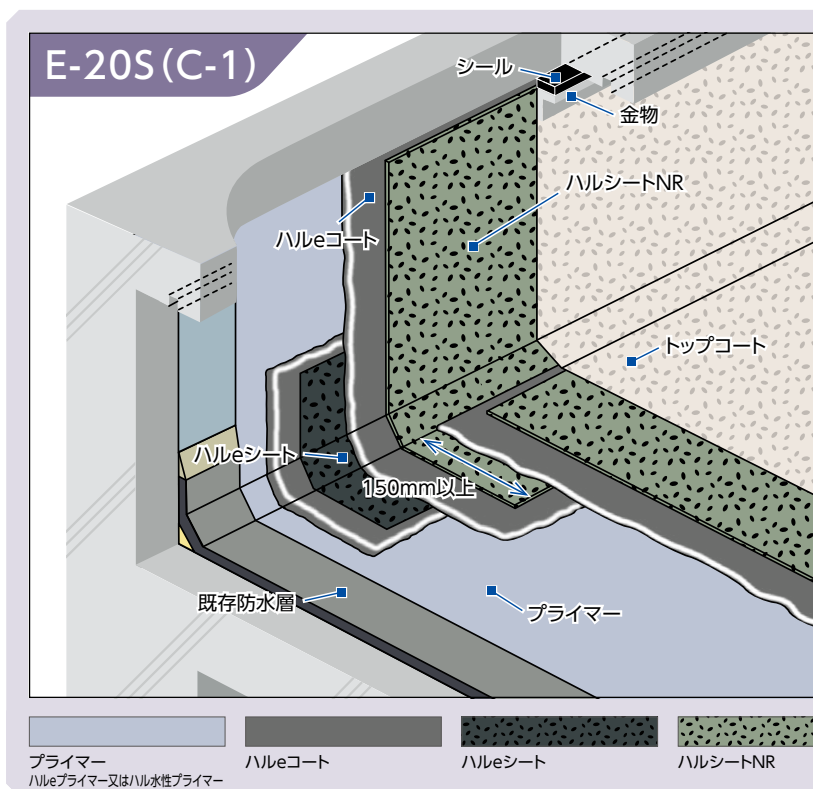 E-20S(C-1)
シール
金物
ハルシートNR
ハルeコート
トップコート
ハルeシート
150mm以上
既存防水層
プライマー
プライマー
ハルeプライマー又はハル水性プライマー
ハルeコート
ハルeシート
ハルシートNR